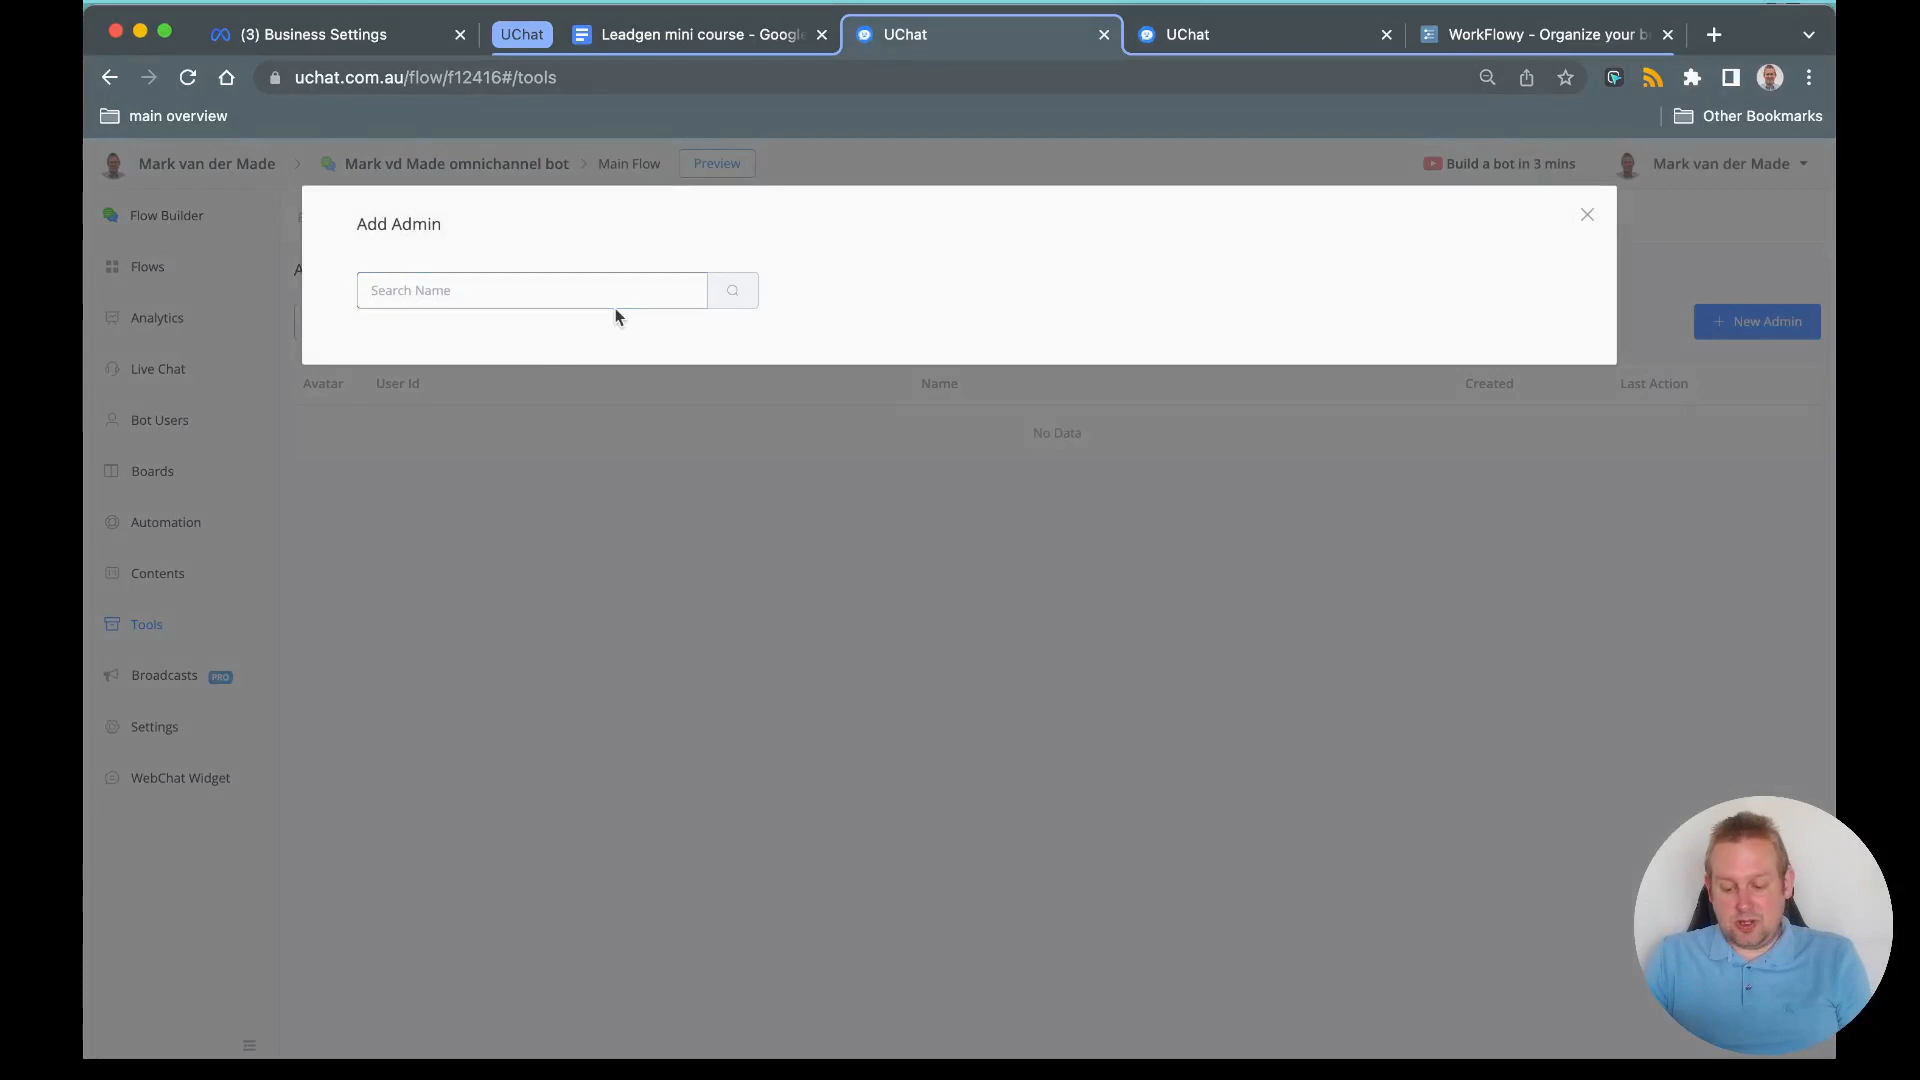 (3) Business Settings
UChat
Leadgen mini course - Google
UChat
UChat
WorkFlowy - Organize your b
uchat.com.au/flow/f12416#/tools
main overview
Other Bookmarks
Mark van der Made
Mark vd Made omnichannel bot
Main Flow
Preview
Build a bot in 3 mins
Mark van der Made
Flow Builder
Add Admin
Flows
Search Name
Analytics
+ New Admin
Live Chat
Avatar
User Id
Name
Created
Last Action
Bot Users
No Data
Boards
Automation
Contents
Tools
Broadcasts PRO
Settings
WebChat Widget